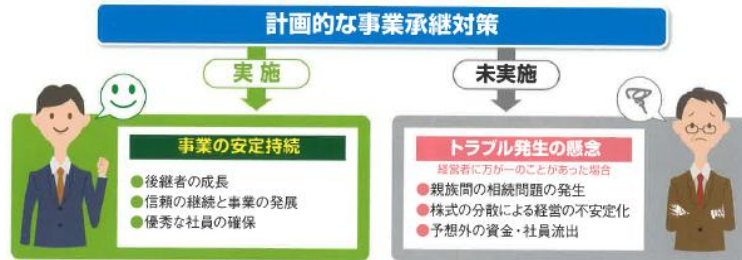 計画的な事業承継対策
実施
未実施
事業の安定持続
●後継者の成長
●信頼の継続と事業の発展
●優秀な社員の確保
トラブル発生の懸念
経営者に万が一のことがあった場合
●親族間の相続問題の発生
●株式の分散による経営の不安定化
●予想外の資金・社員流出